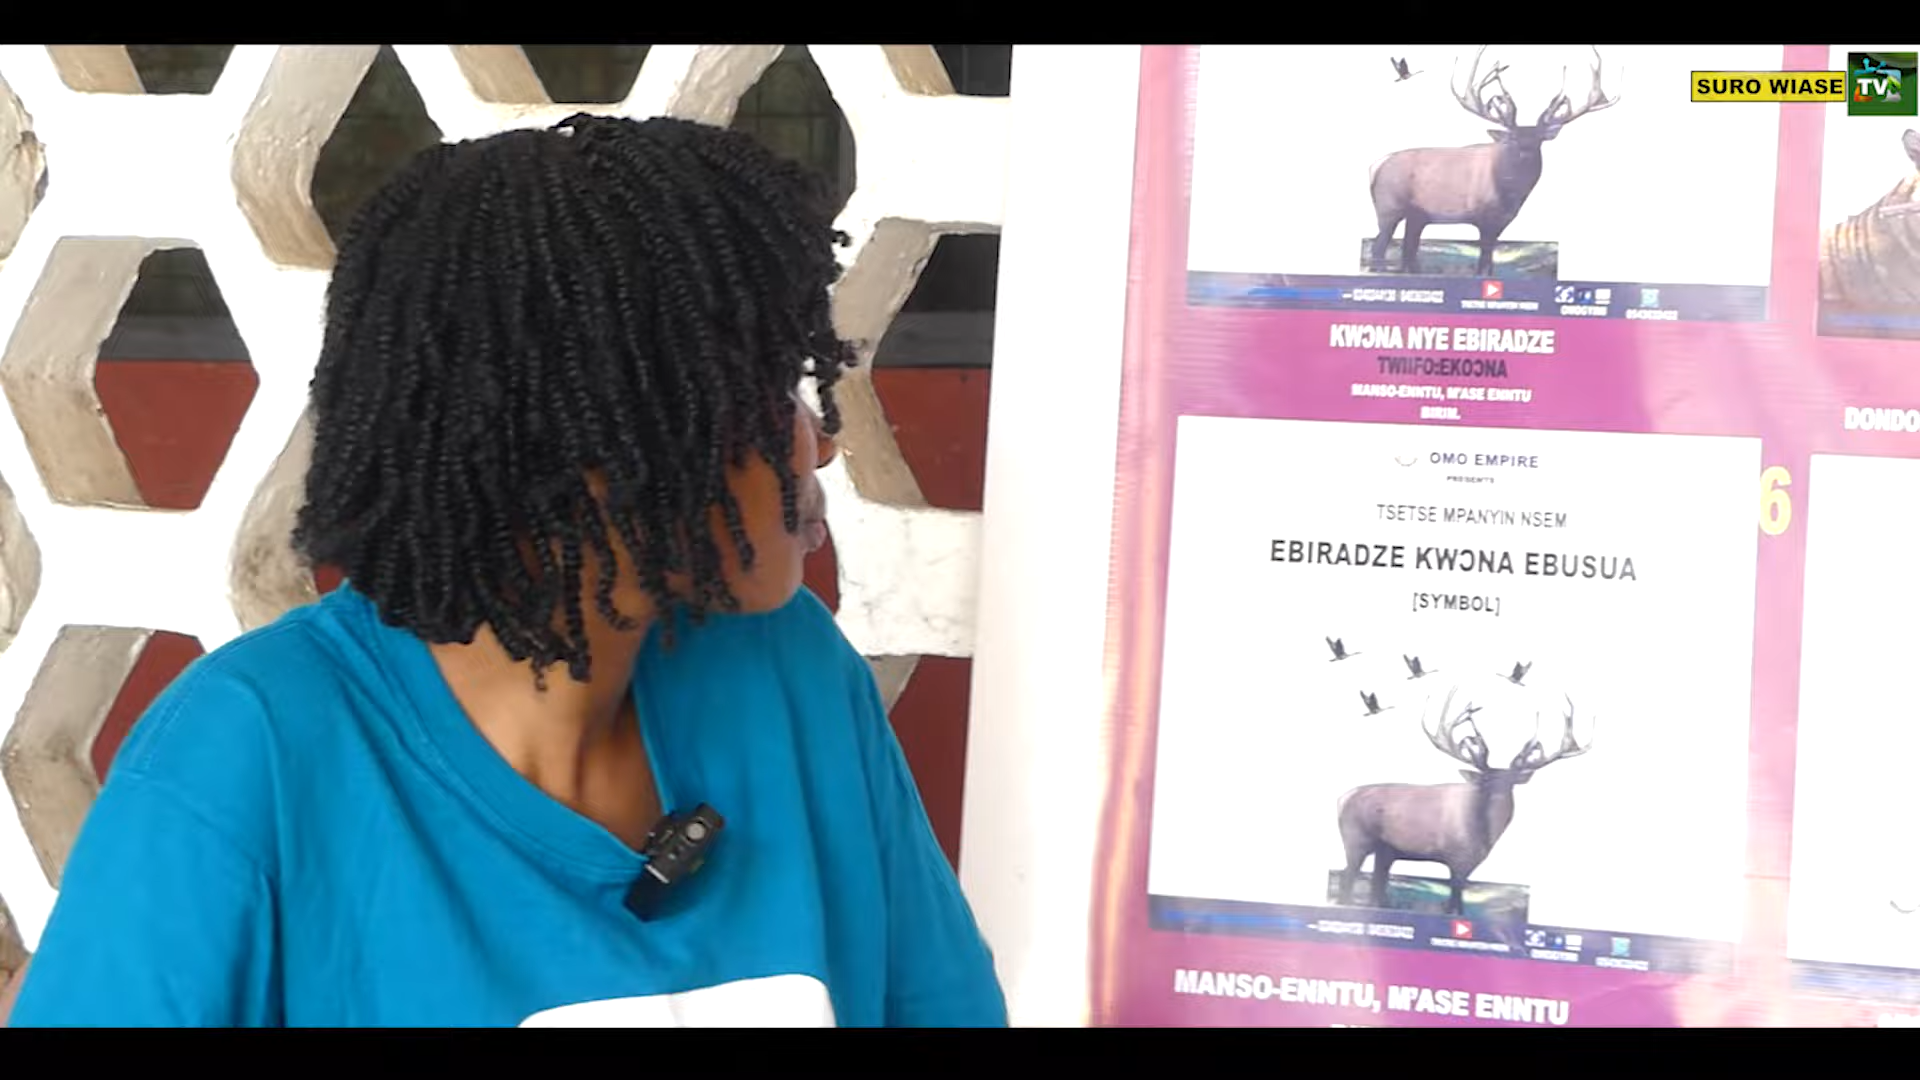 SURO WIASE
TV
KWƆNA NYE EBIRADZE
TWIIFO:EKOƆNA
MANSO-ENNTU, M'ASE ENNTU
BIRIM.
DONDO
OMO EMPIRE
PRESENTS
TSETSE MPANYIN NSEM
EBIRADZE KWƆNA EBUSUA
[SYMBOL]
6
MANSO-ENNTU, M'ASE ENNTU